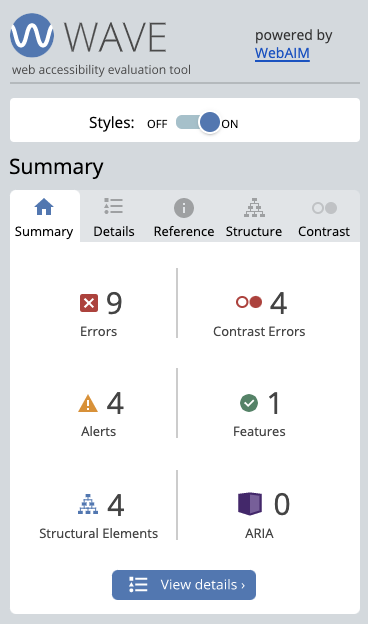 WAVE
web accessibility evaluation tool
powered by
WebAIM
Styles: OFF ON
Summary
Summary Details Reference Structure Contrast
9 4
Errors Contrast Errors
4 1
Alerts Features
4 0
Structural Elements ARIA
View details ›